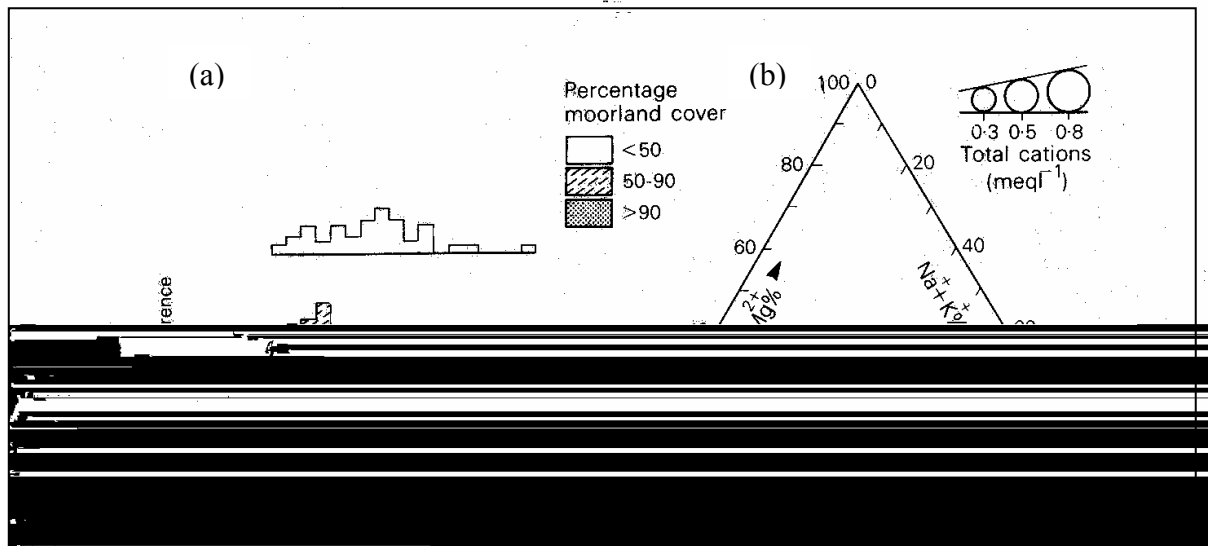 (a)
Percentage
moorland cover
<50
50-90
>90
(b)
100 0
80 20
60 40
Mg%
2+
Na+ + K+
0·3 0·5 0·8
Total cations
(meql⁻¹)